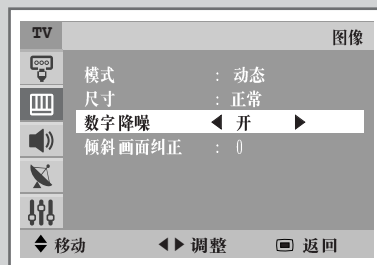 TV
图像
模式 : 动态
尺寸 : 正常
数字降噪 ◀ 开 ▶
倾斜画面纠正 : 0
移动 调整 返回